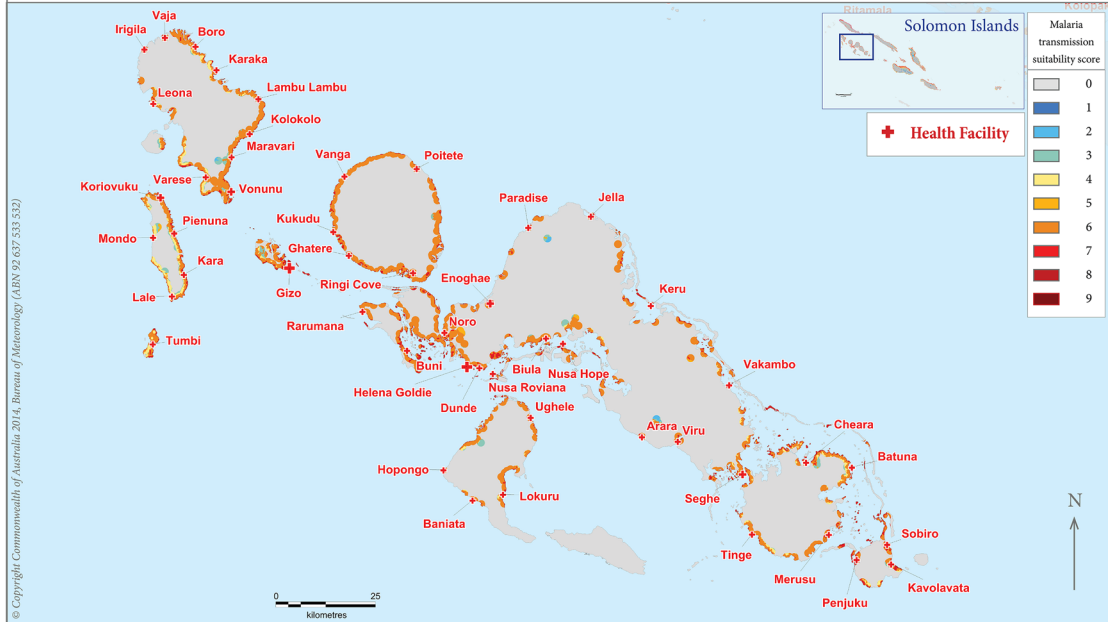 Ritamala
Solomon Islands
Malaria
transmission
suitability score
0
1
2
3
4
5
6
7
8
9
Health Facility
Vaja
Irigila
Boro
Karaka
Leona
Lambu Lambu
Kolokolo
Maravari
Vanga
Poitete
Varese
Vonunu
Koriovuku
Paradise
Jella
Pienuna
Kukudu
Mondo
Ghatere
Kara
Enoghae
Ringi Cove
Gizo
Keru
Lale
Rarumana
Noro
Tumbi
Buni
Biula
Nusa Hope
Vakambo
Helena Goldie
Nusa Roviana
Dunde
Ughele
Arara
Viru
Cheara
Batuna
Hopongo
Lokuru
Seghe
Baniata
Sobiro
Tinge
Merusu
Kavolavata
Penjuku
N
0
25
kilometres
© Copyright Commonwealth of Australia 2014, Bureau of Meteorology (ABN 92 637 533 532)